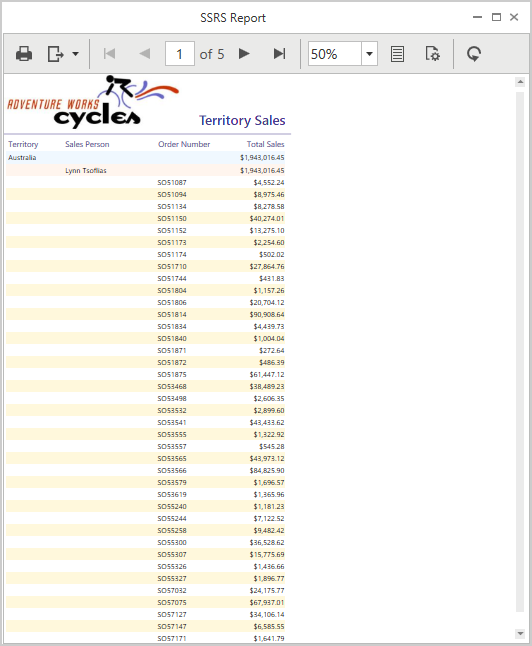 SSRS Report
1 of 5 50%
ADVENTURE WORKS
cycles
Territory Sales
Territory Sales Person Order Number Total Sales
Australia $1,943,016.45
Lynn Tsoflias $1,943,016.45
SO51087 $4,552.24
SO51094 $8,975.46
SO51134 $8,278.58
SO51150 $40,274.01
SO51152 $13,275.10
SO51173 $2,254.60
SO51174 $502.02
SO51710 $27,864.76
SO51744 $431.83
SO51804 $1,157.26
SO51806 $20,704.12
SO51814 $90,908.64
SO51834 $4,439.73
SO51840 $1,004.04
SO51871 $272.64
SO51872 $486.39
SO51875 $61,447.12
SO53468 $38,489.23
SO53498 $2,606.35
SO53532 $2,899.60
SO53541 $43,433.62
SO53555 $1,322.92
SO53557 $545.28
SO53565 $43,973.12
SO53566 $84,825.90
SO53579 $1,696.57
SO53619 $1,365.96
SO55240 $1,181.23
SO55244 $7,122.52
SO55258 $9,482.42
SO55300 $36,528.62
SO55307 $15,775.69
SO55326 $1,436.66
SO55327 $1,896.77
SO57032 $24,175.77
SO57075 $67,937.01
SO57127 $34,106.14
SO57147 $6,585.55
SO57171 $1,641.79